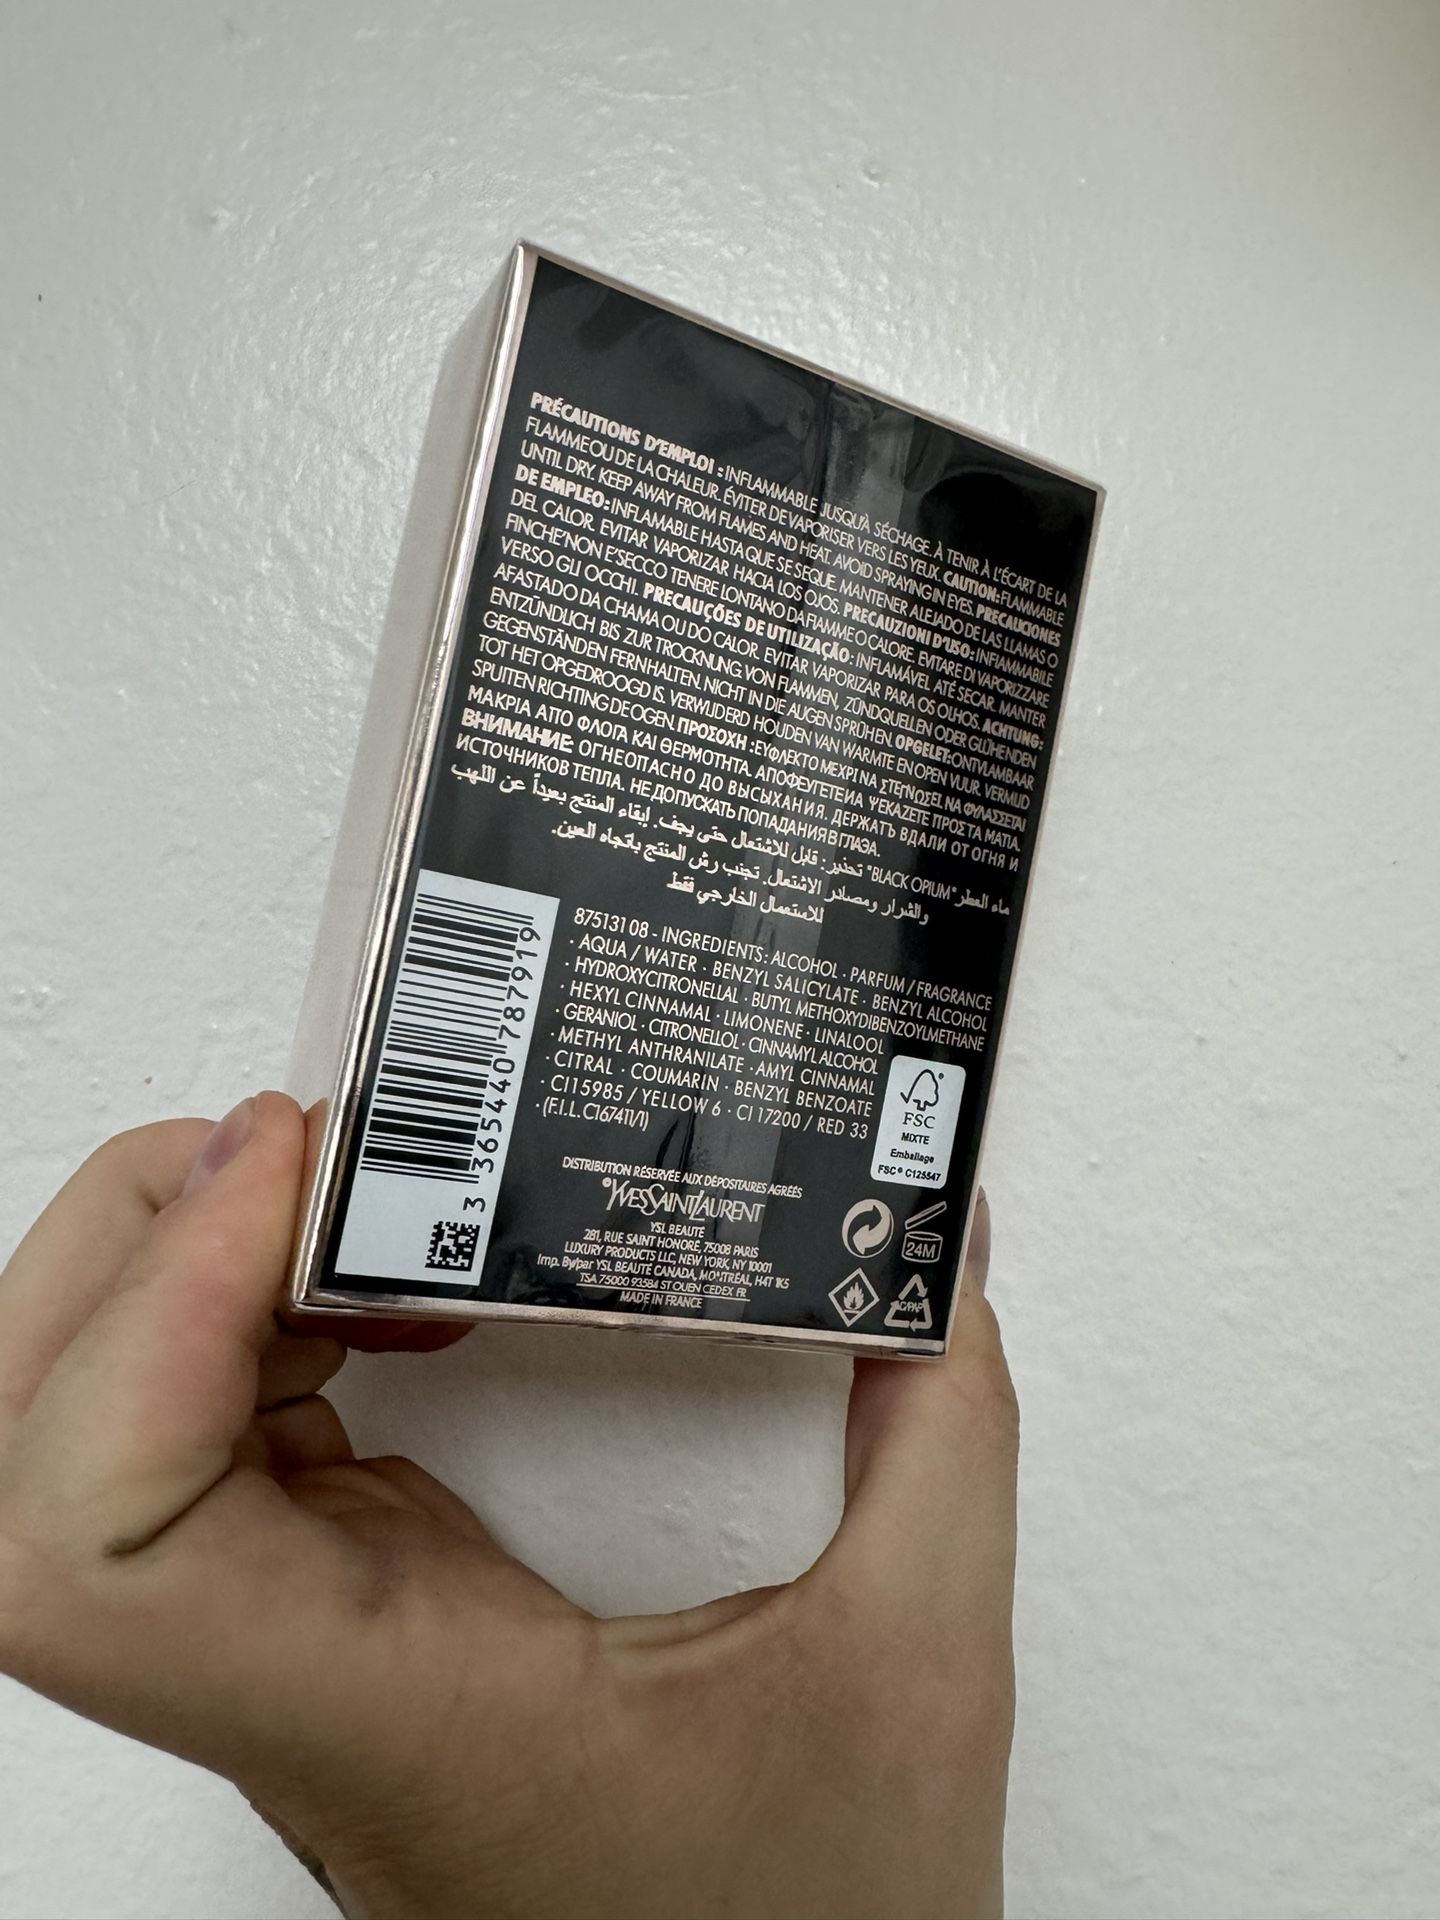 PRÉCAUTIONS D'EMPLOI : INFLAMMABLE JUSQU'À SÉCHAGE. À TENIR À L'ÉCART DE LA
FLAMME OU DE LA CHALEUR. ÉVITER DE VAPORISER VERS LES YEUX. CAUTION: FLAMMABLE
UNTIL DRY. KEEP AWAY FROM FLAMES AND HEAT. AVOID SPRAYING IN EYES. PRECAUCIONES
DE EMPLEO: INFLAMABLE HASTA QUE SE SEQUE. MANTENER ALEJADO DE LAS LLAMAS O
DEL CALOR. EVITAR VAPORIZAR HACIA LOS OJOS. PRECAUZIONI D'USO: INFIAMMABILE
FINCHE' NON E' SECCO TENERE LONTANO DA FIAMME O CALORE. EVITARE DI VAPORIZZARE
VERSO GLI OCCHI. PRECAUÇÕES DE UTILIZAÇÃO: INFLAMÁVEL ATÉ SECAR. MANTER
AFASTADO DA CHAMA OU DO CALOR. EVITAR VAPORIZAR PARA OS OLHOS. ACHTUNG:
ENTZÜNDLICH BIS ZUR TROCKNUNG. VON FLAMMEN, ZÜNDQUELLEN ODER GLÜHENDEN
GEGENSTÄNDEN FERNHALTEN. NICHT IN DIE AUGEN SPRÜHEN. OPGELET: ONTVLAMBAAR
TOT HET OPGEDROOGD IS. VERWIJDERD HOUDEN VAN WARMTE EN OPEN VUUR. VERMIJD
SPUITEN RICHTING DE OGEN. ΠΡΟΣΟΧΗ : ΕΥΦΛΕΚΤΟ ΜΕΧΡΙ ΝΑ ΣΤΕΓΝΩΣΕΙ. ΝΑ ΦΥΛΑΣΣΕΤΑΙ
ΜΑΚΡΙΑ ΑΠΟ ΦΛΟΓΑ ΚΑΙ ΘΕΡΜΟΤΗΤΑ. ΑΠΟΦΕΥΓΕΤΕ ΝΑ ΨΕΚΑΖΕΤΕ ΠΡΟΣ ΤΑ ΜΑΤΙΑ.
ВНИМАНИЕ: ОГНЕОПАСНО ДО ВЫСЫХАНИЯ. ДЕРЖАТЬ ВДАЛИ ОТ ОГНЯ И
ИСТОЧНИКОВ ТЕПЛА. НЕ ДОПУСКАТЬ ПОПАДАНИЯ В ГЛАЗА.
ماء العطر "BLACK OPIUM" تحذير: قابل للاشتعال حتى يجف. إبقاء المنتج بعيداً عن اللهب
والشرار ومصادر الاشتعال. تجنب رش المنتج باتجاه العين.
للاستعمال الخارجي فقط
87513108 - INGREDIENTS: ALCOHOL · PARFUM / FRAGRANCE
· AQUA / WATER · BENZYL SALICYLATE · BENZYL ALCOHOL
· HYDROXYCITRONELLAL · BUTYL METHOXYDIBENZOYLMETHANE
· HEXYL CINNAMAL · LIMONENE · LINALOOL
· GERANIOL · CITRONELLOL · CINNAMYL ALCOHOL
· METHYL ANTHRANILATE · AMYL CINNAMAL
· CITRAL · COUMARIN · BENZYL BENZOATE
· CI 15985 / YELLOW 6 · CI 17200 / RED 33
· (F.I.L. C167411/1)
3 365440 787919
FSC
MIXTE
Emballage
FSC® C125547
DISTRIBUTION RÉSERVÉE AUX DÉPOSITAIRES AGRÉÉS
YVESSAINTLAURENT
YSL BEAUTÉ
281, RUE SAINT HONORÉ, 75008 PARIS
LUXURY PRODUCTS LLC, NEW YORK, NY 10001
Imp. By/par YSL BEAUTÉ CANADA, MONTRÉAL, H4T 1K5
TSA 75000 93584 ST OUEN CEDEX FR
MADE IN FRANCE
24M
C/PAP